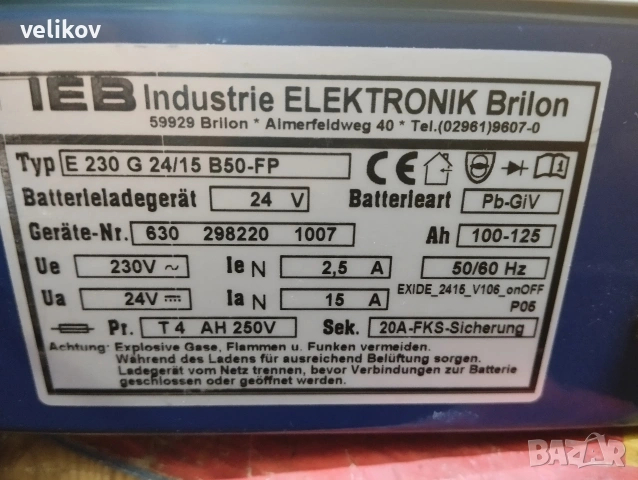 velikov
IEB Industrie ELEKTRONIK Brilon
59929 Brilon * Almerfeldweg 40 * Tel.(02961)9607-0
Typ E 230 G 24/15 B50-FP
Batterieladegerät 24 V Batterieart Pb-GiV
Geräte-Nr. 630 298220 1007 Ah 100-125
Ue 230V ~ Ie N 2,5 A 50/60 Hz
Ua 24V Ia N 15 A EXIDE_2415_V106_onOFF
P05
Pr. T 4 AH 250V Sek. 20A-FKS-Sicherung
Achtung: Explosive Gase, Flammen u. Funken vermeiden.
Während des Ladens für ausreichend Belüftung sorgen.
Ladegerät vom Netz trennen, bevor Verbindungen zur Batterie
geschlossen oder geöffnet werden.
BAZAR